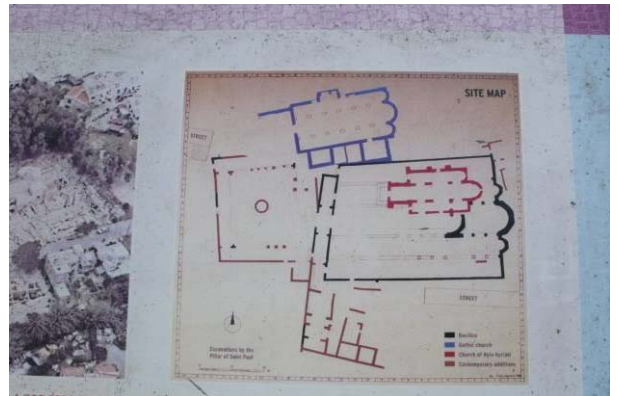 SITE MAP
STREET
STREET
Excavations by the
Pillar of Saint Paul
Basilica
Gothic church
Church of Ayia Kyriaki
Contemporary additions